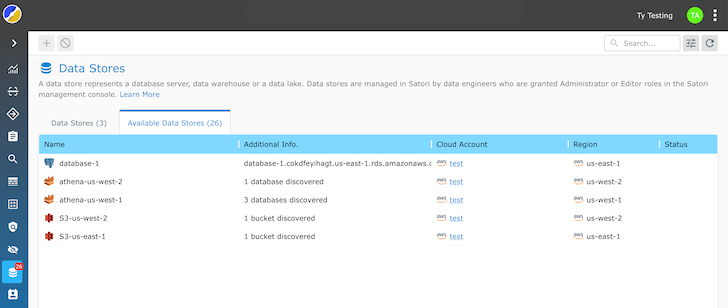 Ty Testing
TA
Search...
Data Stores
A data store represents a database server, data warehouse or a data lake. Data stores are managed in Satori by data engineers who are granted Administrator or Editor roles in the Satori
management console. Learn More
Data Stores (3) Available Data Stores (26)
Name Additional Info. Cloud Account Region Status
database-1 database-1.cokdfeyihagt.us-east-1.rds.amazonaws.c aws test aws us-east-1
athena-us-west-2 1 database discovered aws test aws us-west-2
athena-us-west-1 3 databases discovered aws test aws us-west-1
S3-us-west-2 1 bucket discovered aws test aws us-west-2
S3-us-east-1 1 bucket discovered aws test aws us-east-1
26